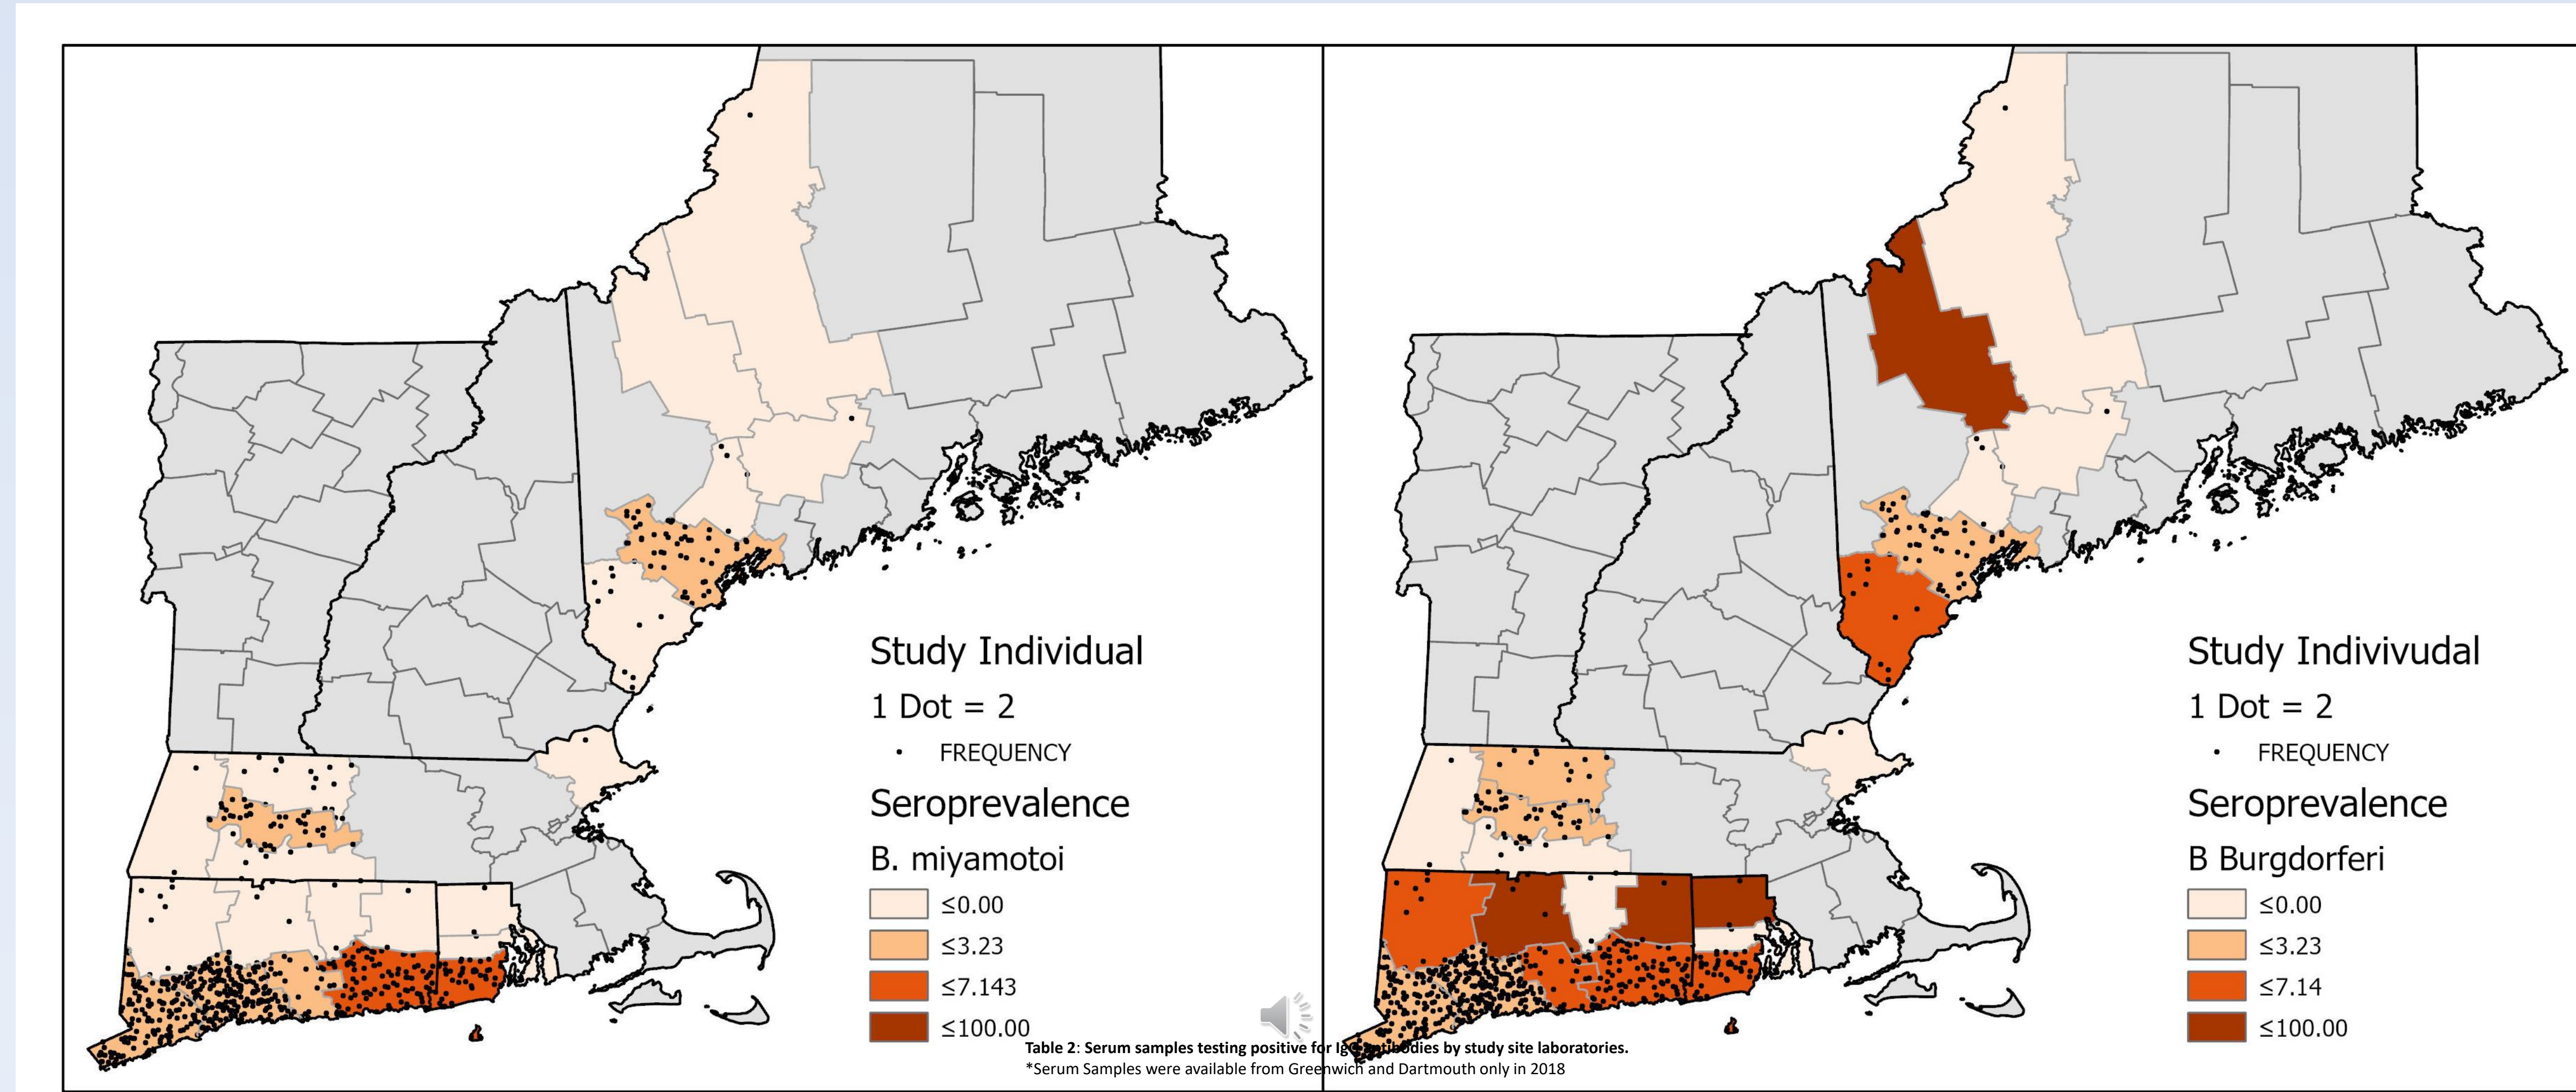 Study Individual
1 Dot = 2
FREQUENCY
Seroprevalence
B. miyamotoi
≤0.00
≤3.23
≤7.143
≤100.00
Study Indivivudal
1 Dot = 2
FREQUENCY
Seroprevalence
B Burgdorferi
≤0.00
≤3.23
≤7.14
≤100.00
Table 2: Serum samples testing positive for IgG antibodies by study site laboratories.
*Serum Samples were available from Greenwich and Dartmouth only in 2018